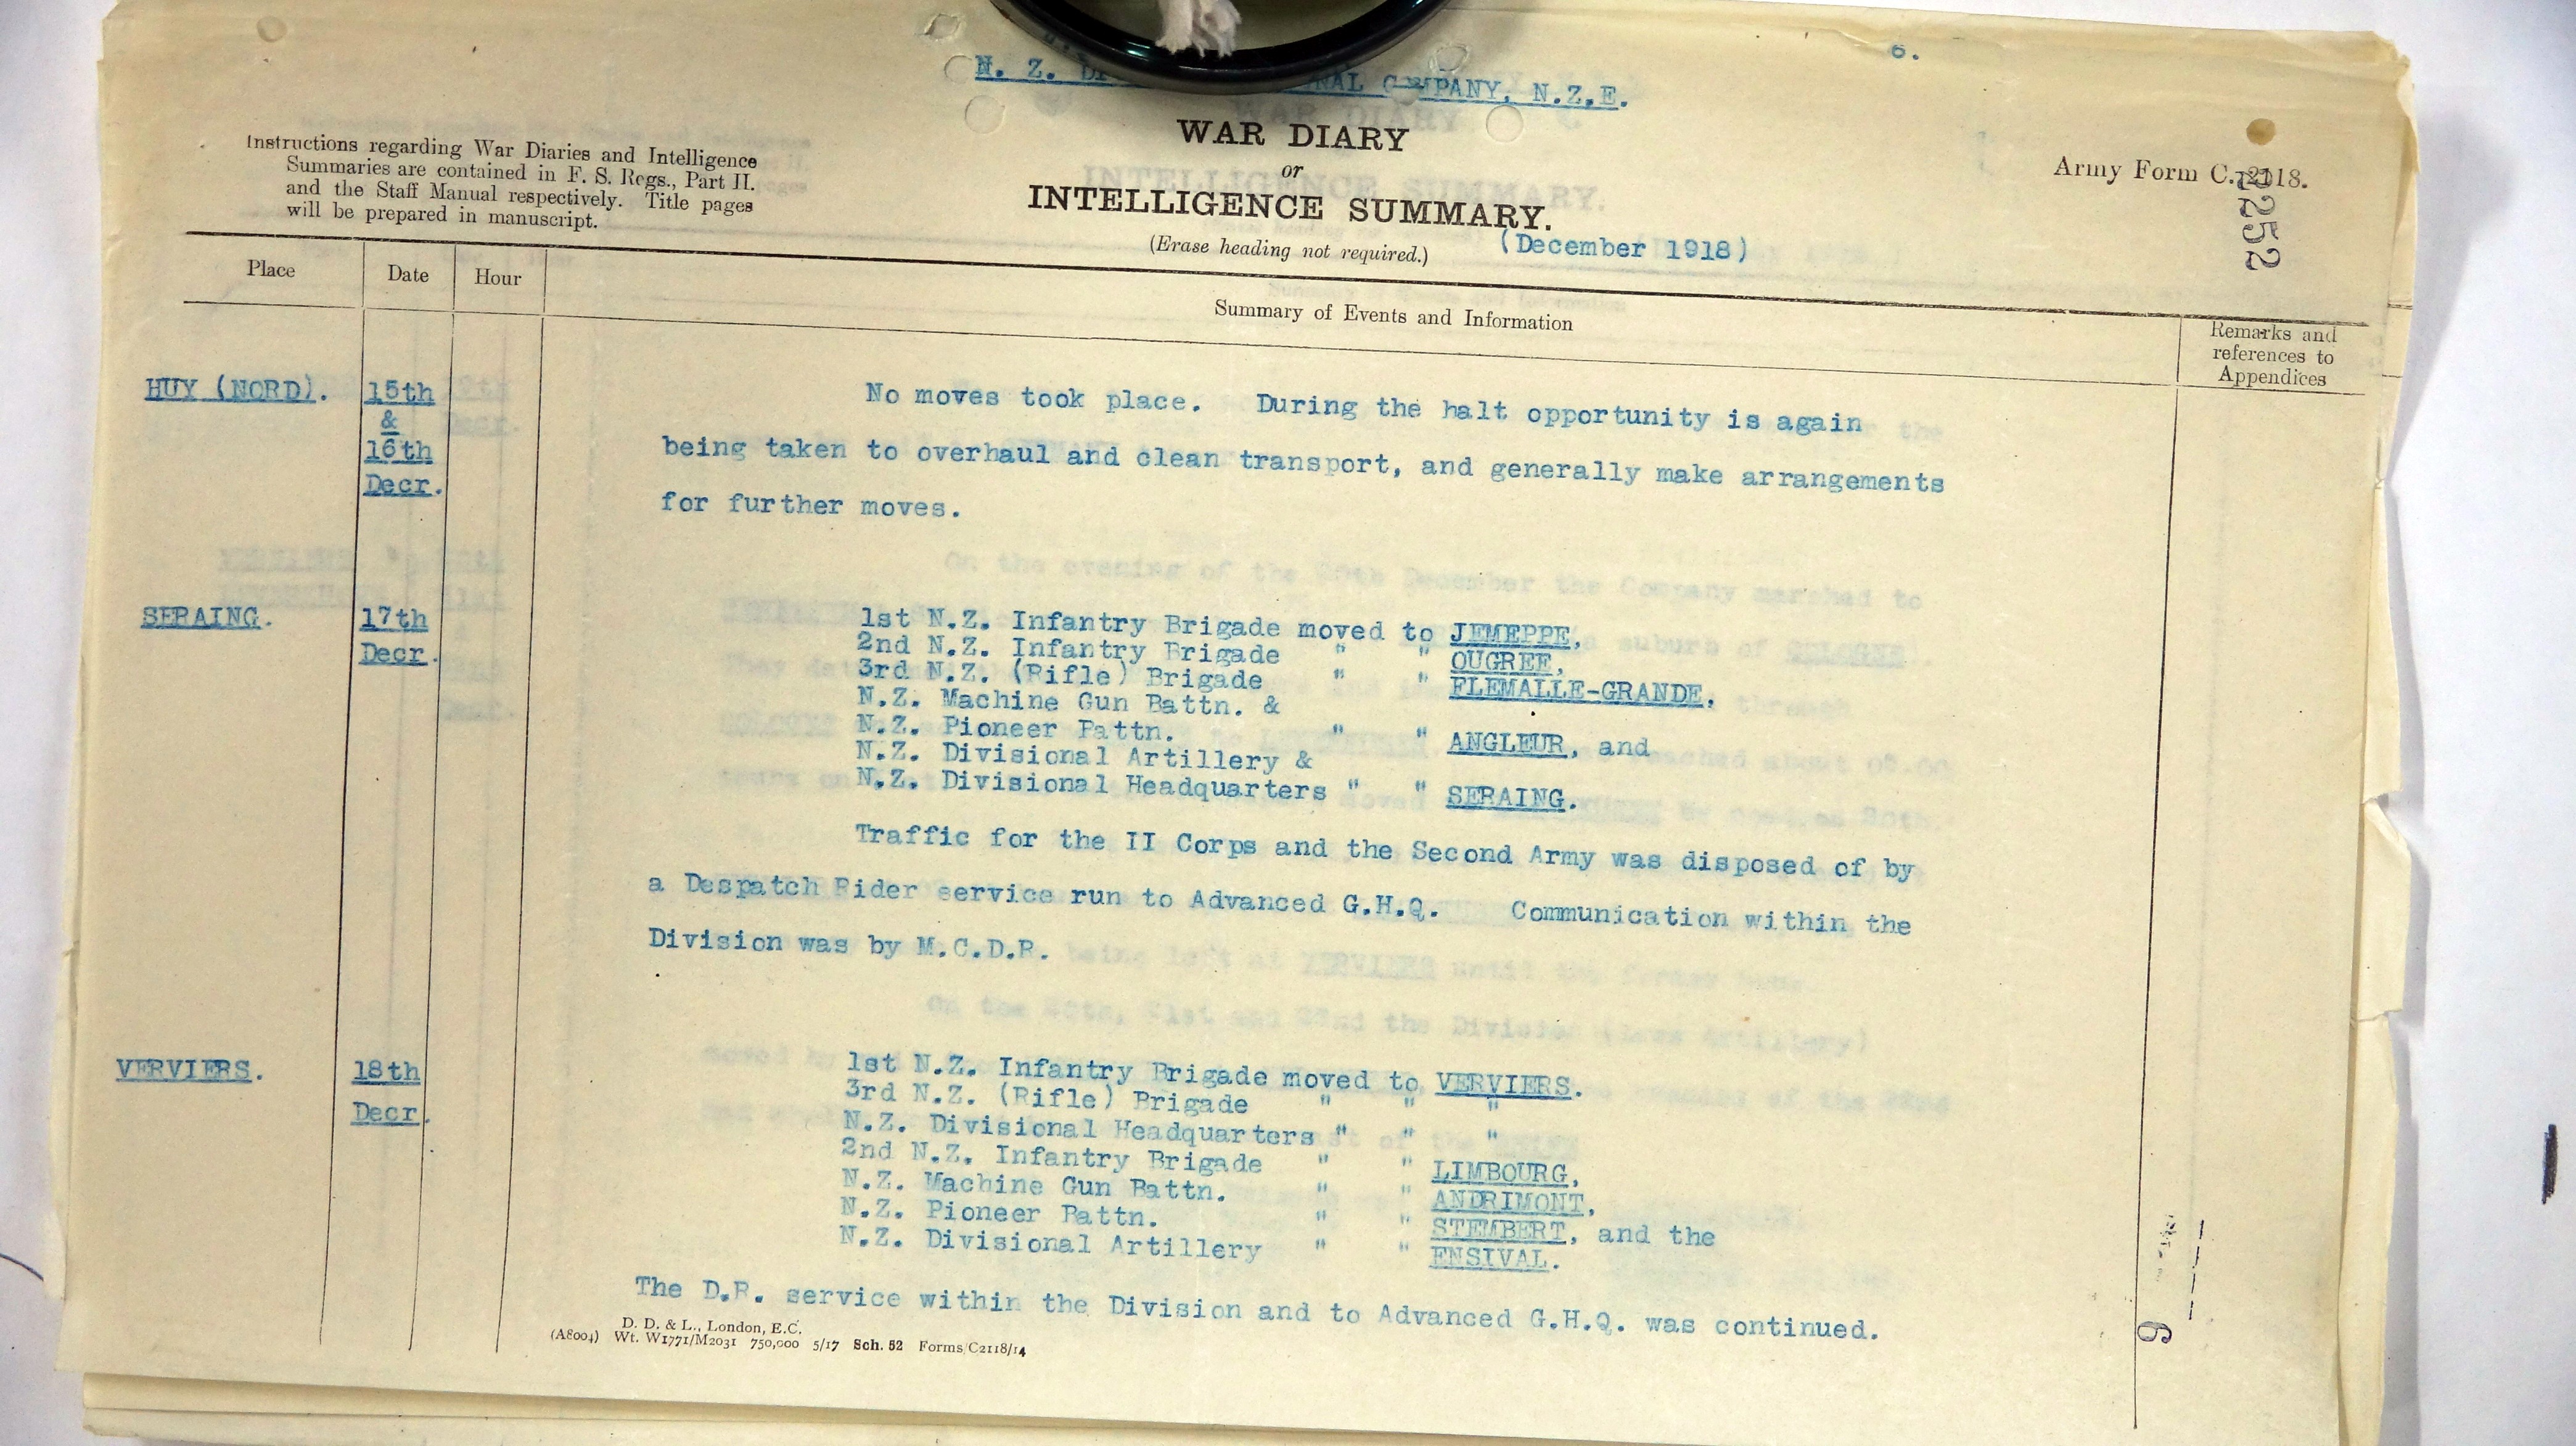 6.
N. Z. NAL COMPANY, N.Z.E.
WAR DIARY
or
INTELLIGENCE SUMMARY.
(Erase heading not required.) (December 1918)
Instructions regarding War Diaries and Intelligence
Summaries are contained in F. S. Regs., Part II.
and the Staff Manual respectively. Title pages
will be prepared in manuscript.
Army Form C. 2118.
2252
Place Date Hour Summary of Events and Information Remarks and
references to
Appendices
HUY (NORD). 15th
&
16th
Decr.
No moves took place. During the halt opportunity is again
being taken to overhaul and clean transport, and generally make arrangements
for further moves.
SERAING. 17th
Decr.
1st N.Z. Infantry Brigade moved to JEMEPPE,
2nd N.Z. Infantry Brigade " " OUGREE,
3rd N.Z. (Rifle) Brigade " " FLEMALLE-GRANDE,
N.Z. Machine Gun Battn. &
N.Z. Pioneer Battn. " " ANGLEUR, and
N.Z. Divisional Artillery &
N.Z. Divisional Headquarters " " SERAING.
Traffic for the II Corps and the Second Army was disposed of by
a Despatch Rider service run to Advanced G.H.Q. Communication within the
Division was by M.C.D.R.
VERVIERS. 18th
Decr.
1st N.Z. Infantry Brigade moved to VERVIERS.
3rd N.Z. (Rifle) Brigade " " "
N.Z. Divisional Headquarters " " "
2nd N.Z. Infantry Brigade " " LIMBOURG,
N.Z. Machine Gun Battn. " " ANDRIMONT,
N.Z. Pioneer Battn. " " STEMBERT, and the
N.Z. Divisional Artillery " " ENSIVAL.
The D.R. service within the Division and to Advanced G.H.Q. was continued.
D. D. & L., London, E.C.
(A8004) Wt. W1771/M2031 750,000 5/17 Sch. 52 Forms/C2118/14
6